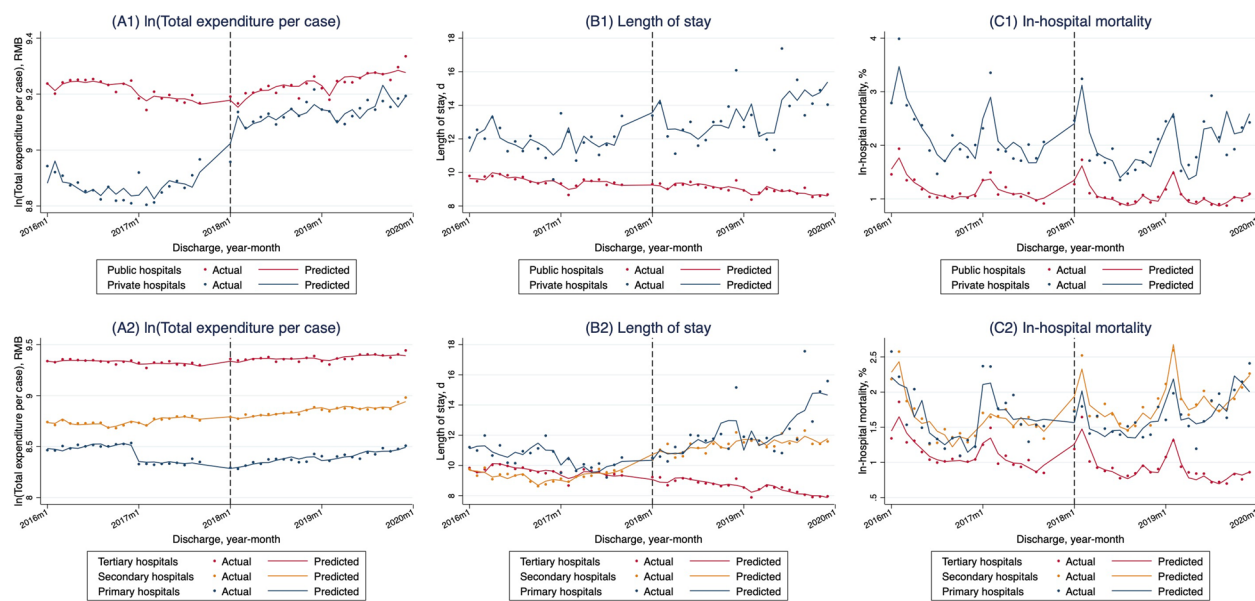 (A1) ln(Total expenditure per case)
ln(Total expenditure per case), RMB
9.4
9.2
9
8.8
2016m1
2017m1
2018m1
2019m1
2020m1
Discharge, year-month
Public hospitals Actual Predicted
Private hospitals Actual Predicted
(B1) Length of stay
Length of stay, d
18
16
14
12
10
8
2016m1
2017m1
2018m1
2019m1
2020m1
Discharge, year-month
Public hospitals Actual Predicted
Private hospitals Actual Predicted
(C1) In-hospital mortality
In-hospital mortality, %
4
3
2
1
2016m1
2017m1
2018m1
2019m1
2020m1
Discharge, year-month
Public hospitals Actual Predicted
Private hospitals Actual Predicted
(A2) ln(Total expenditure per case)
ln(Total expenditure per case), RMB
9.5
9
8.5
8
2016m1
2017m1
2018m1
2019m1
2020m1
Discharge, year-month
Tertiary hospitals Actual Predicted
Secondary hospitals Actual Predicted
Primary hospitals Actual Predicted
(B2) Length of stay
Length of stay, d
18
16
14
12
10
8
2016m1
2017m1
2018m1
2019m1
2020m1
Discharge, year-month
Tertiary hospitals Actual Predicted
Secondary hospitals Actual Predicted
Primary hospitals Actual Predicted
(C2) In-hospital mortality
In-hospital mortality, %
2.5
2
1.5
1
.5
2016m1
2017m1
2018m1
2019m1
2020m1
Discharge, year-month
Tertiary hospitals Actual Predicted
Secondary hospitals Actual Predicted
Primary hospitals Actual Predicted